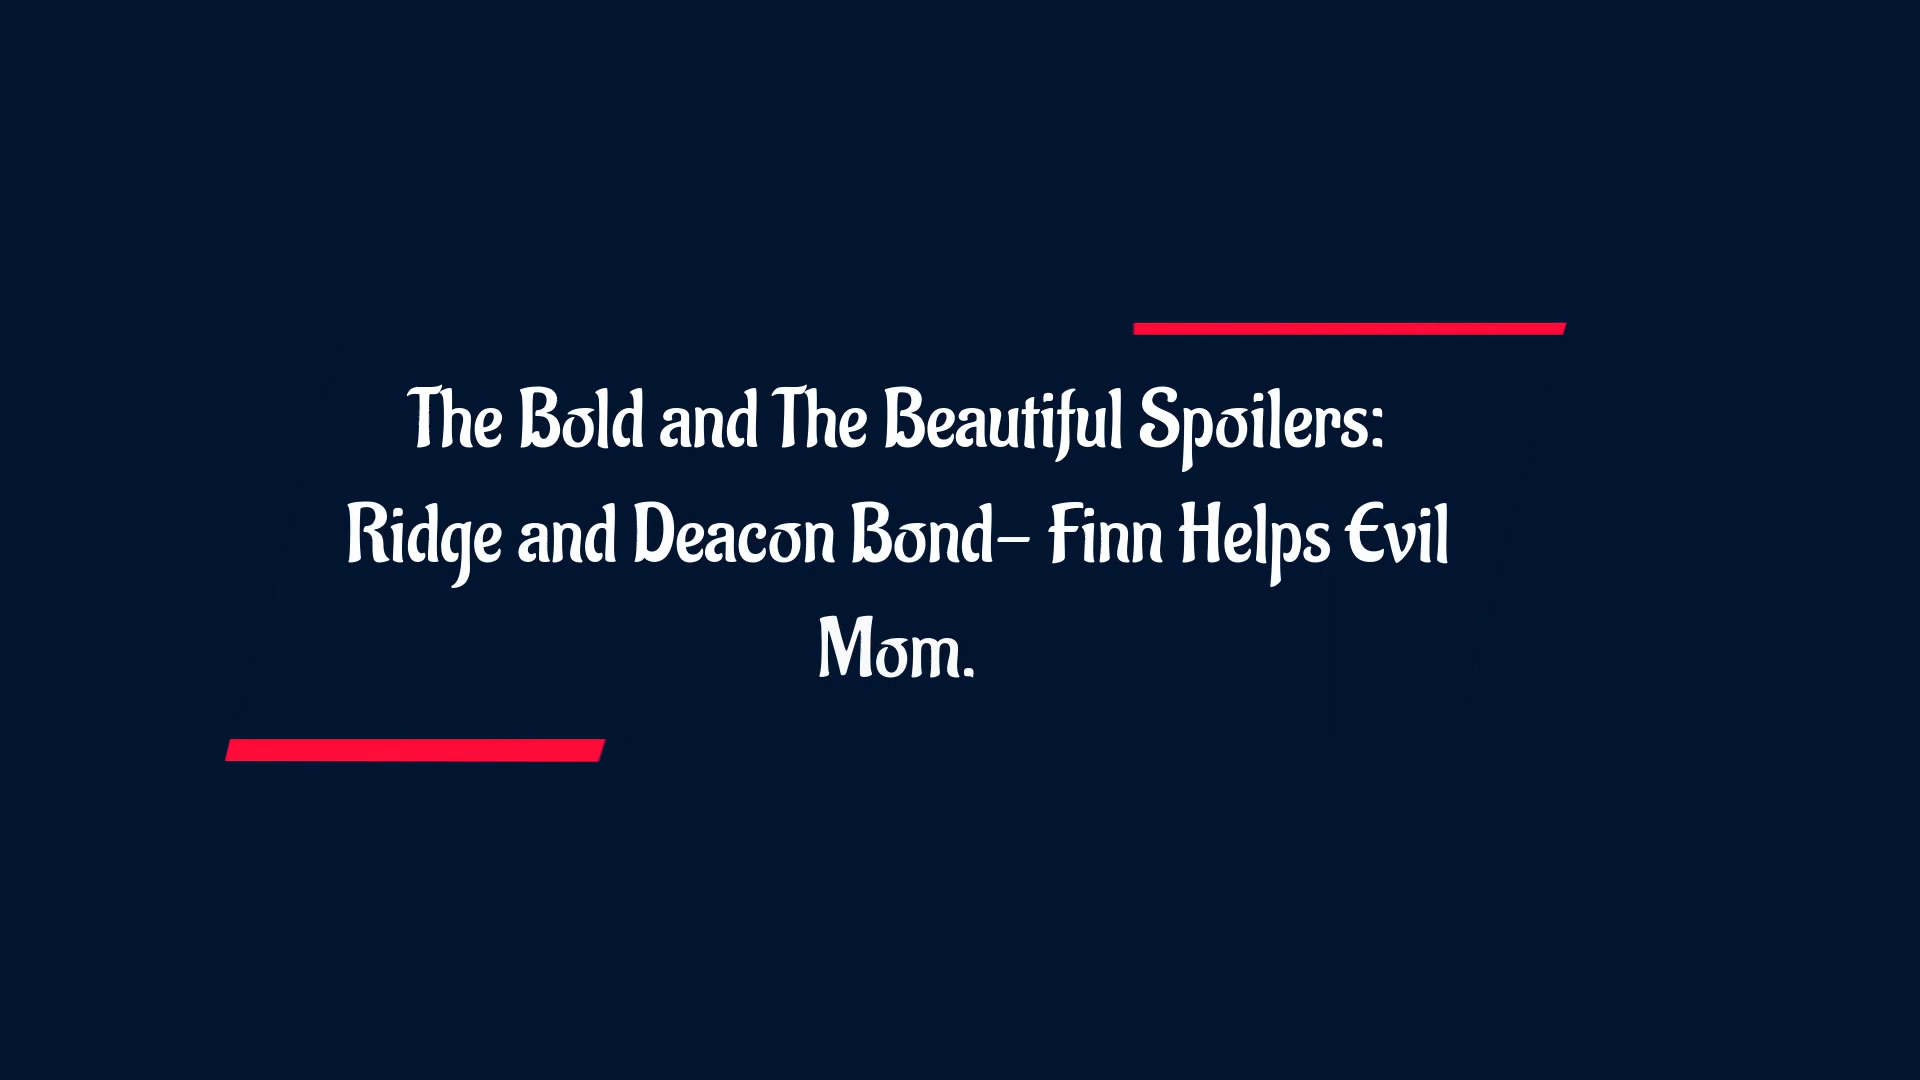 The Bold and The Beautiful Spoilers:
Ridge and Deacon Bond– Finn Helps Evil
Mom.